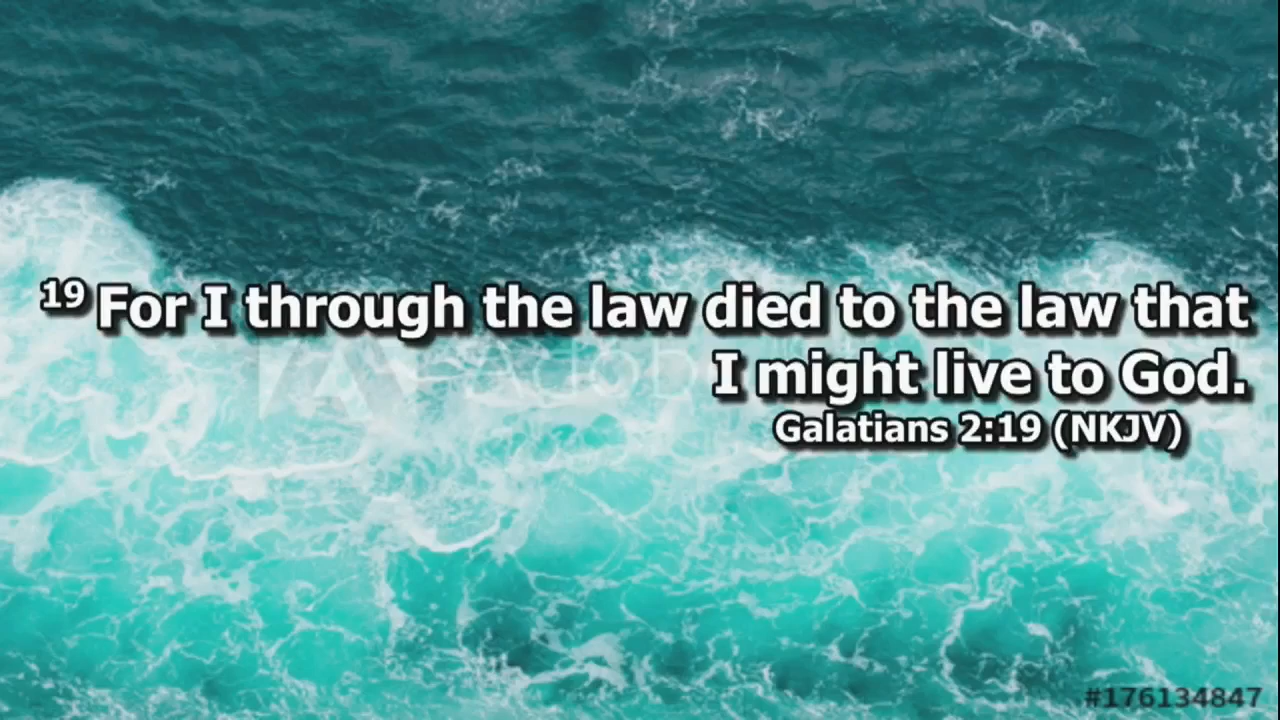 ¹⁹ For I through the law died to the law that
I might live to God.
Galatians 2:19 (NKJV)
#176134847